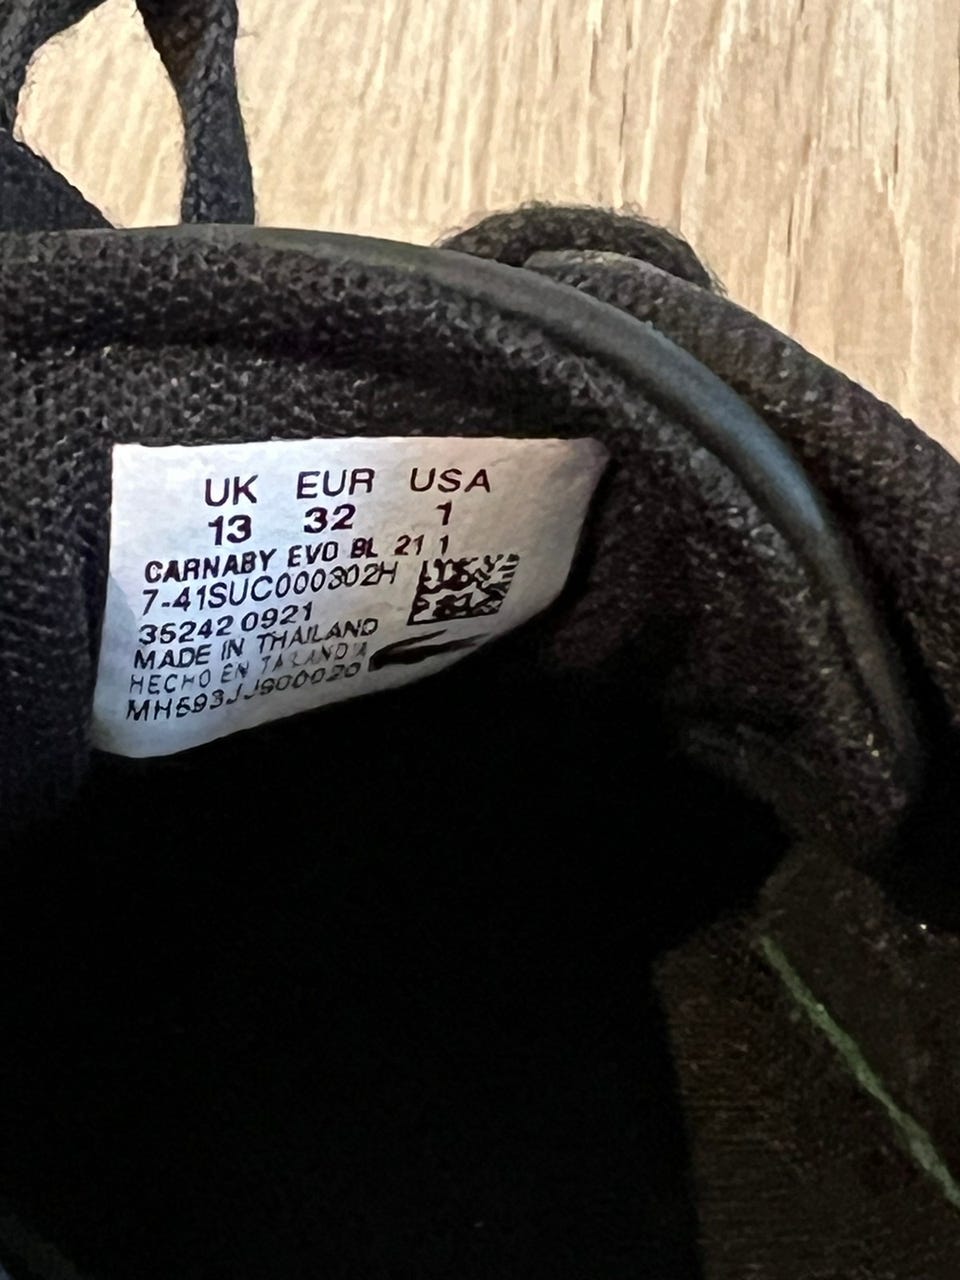 UK EUR USA
13 32 1
CARNABY EVO BL 21 1
7-41SUC000302H
35242 0921
MADE IN THAILAND
HECHO EN TAILANDIA